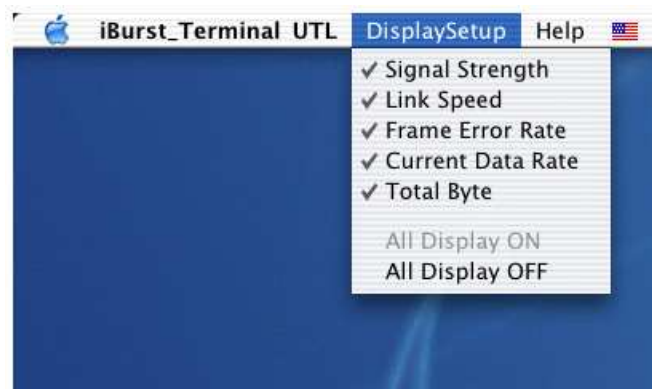 iBurst_Terminal UTL DisplaySetup Help
Signal Strength
Link Speed
Frame Error Rate
Current Data Rate
Total Byte
All Display ON
All Display OFF